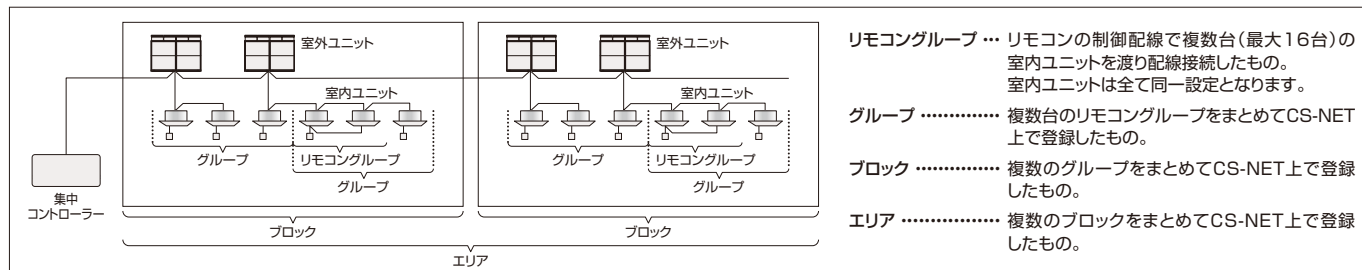 室外ユニット
室内ユニット
グループ
リモコングループ
グループ
集中
コントローラー
ブロック
室外ユニット
室内ユニット
グループ
リモコングループ
グループ
ブロック
エリア
リモコングループ … リモコンの制御配線で複数台(最大16台)の
室内ユニットを渡り配線接続したもの。
室内ユニットは全て同一設定となります。
グループ …………… 複数台のリモコングループをまとめてCS-NET
上で登録したもの。
ブロック …………… 複数のグループをまとめてCS-NET上で登録
したもの。
エリア ……………… 複数のブロックをまとめてCS-NET上で登録
したもの。